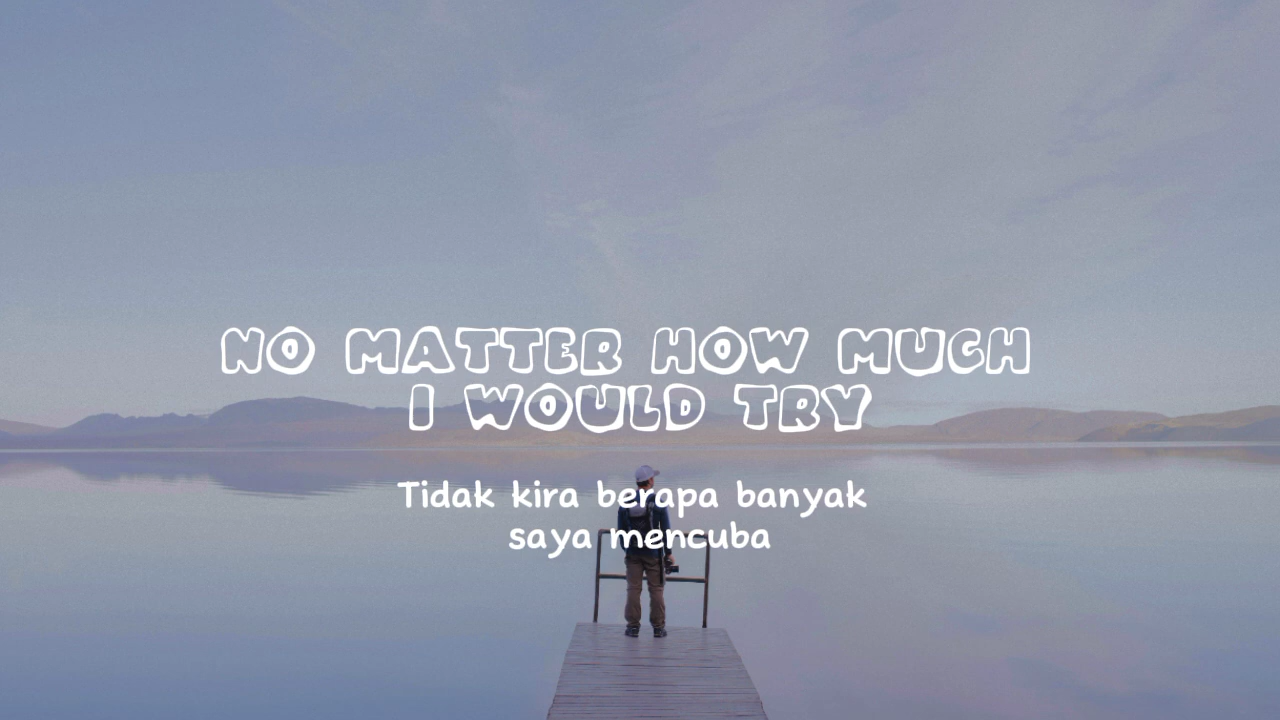 NO MATTER HOW MUCH
I WOULD TRY
Tidak kira berapa banyak
saya mencuba